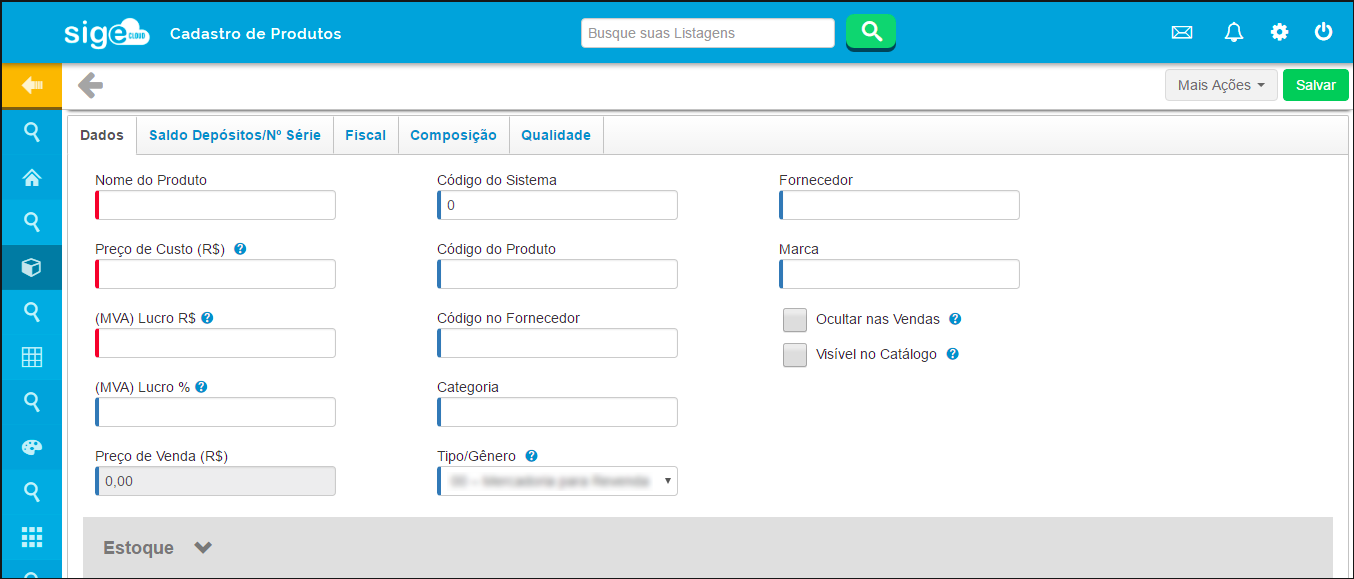 sige CLOUD Cadastro de Produtos Busque suas Listagens
Mais Ações Salvar
Dados Saldo Depósitos/Nº Série Fiscal Composição Qualidade
Nome do Produto Código do Sistema Fornecedor
0
Preço de Custo (R$) ? Código do Produto Marca
(MVA) Lucro R$ ? Código no Fornecedor Ocultar nas Vendas ?
Visível no Catálogo ?
(MVA) Lucro % ? Categoria
Preço de Venda (R$) Tipo/Gênero ?
0,00
Estoque